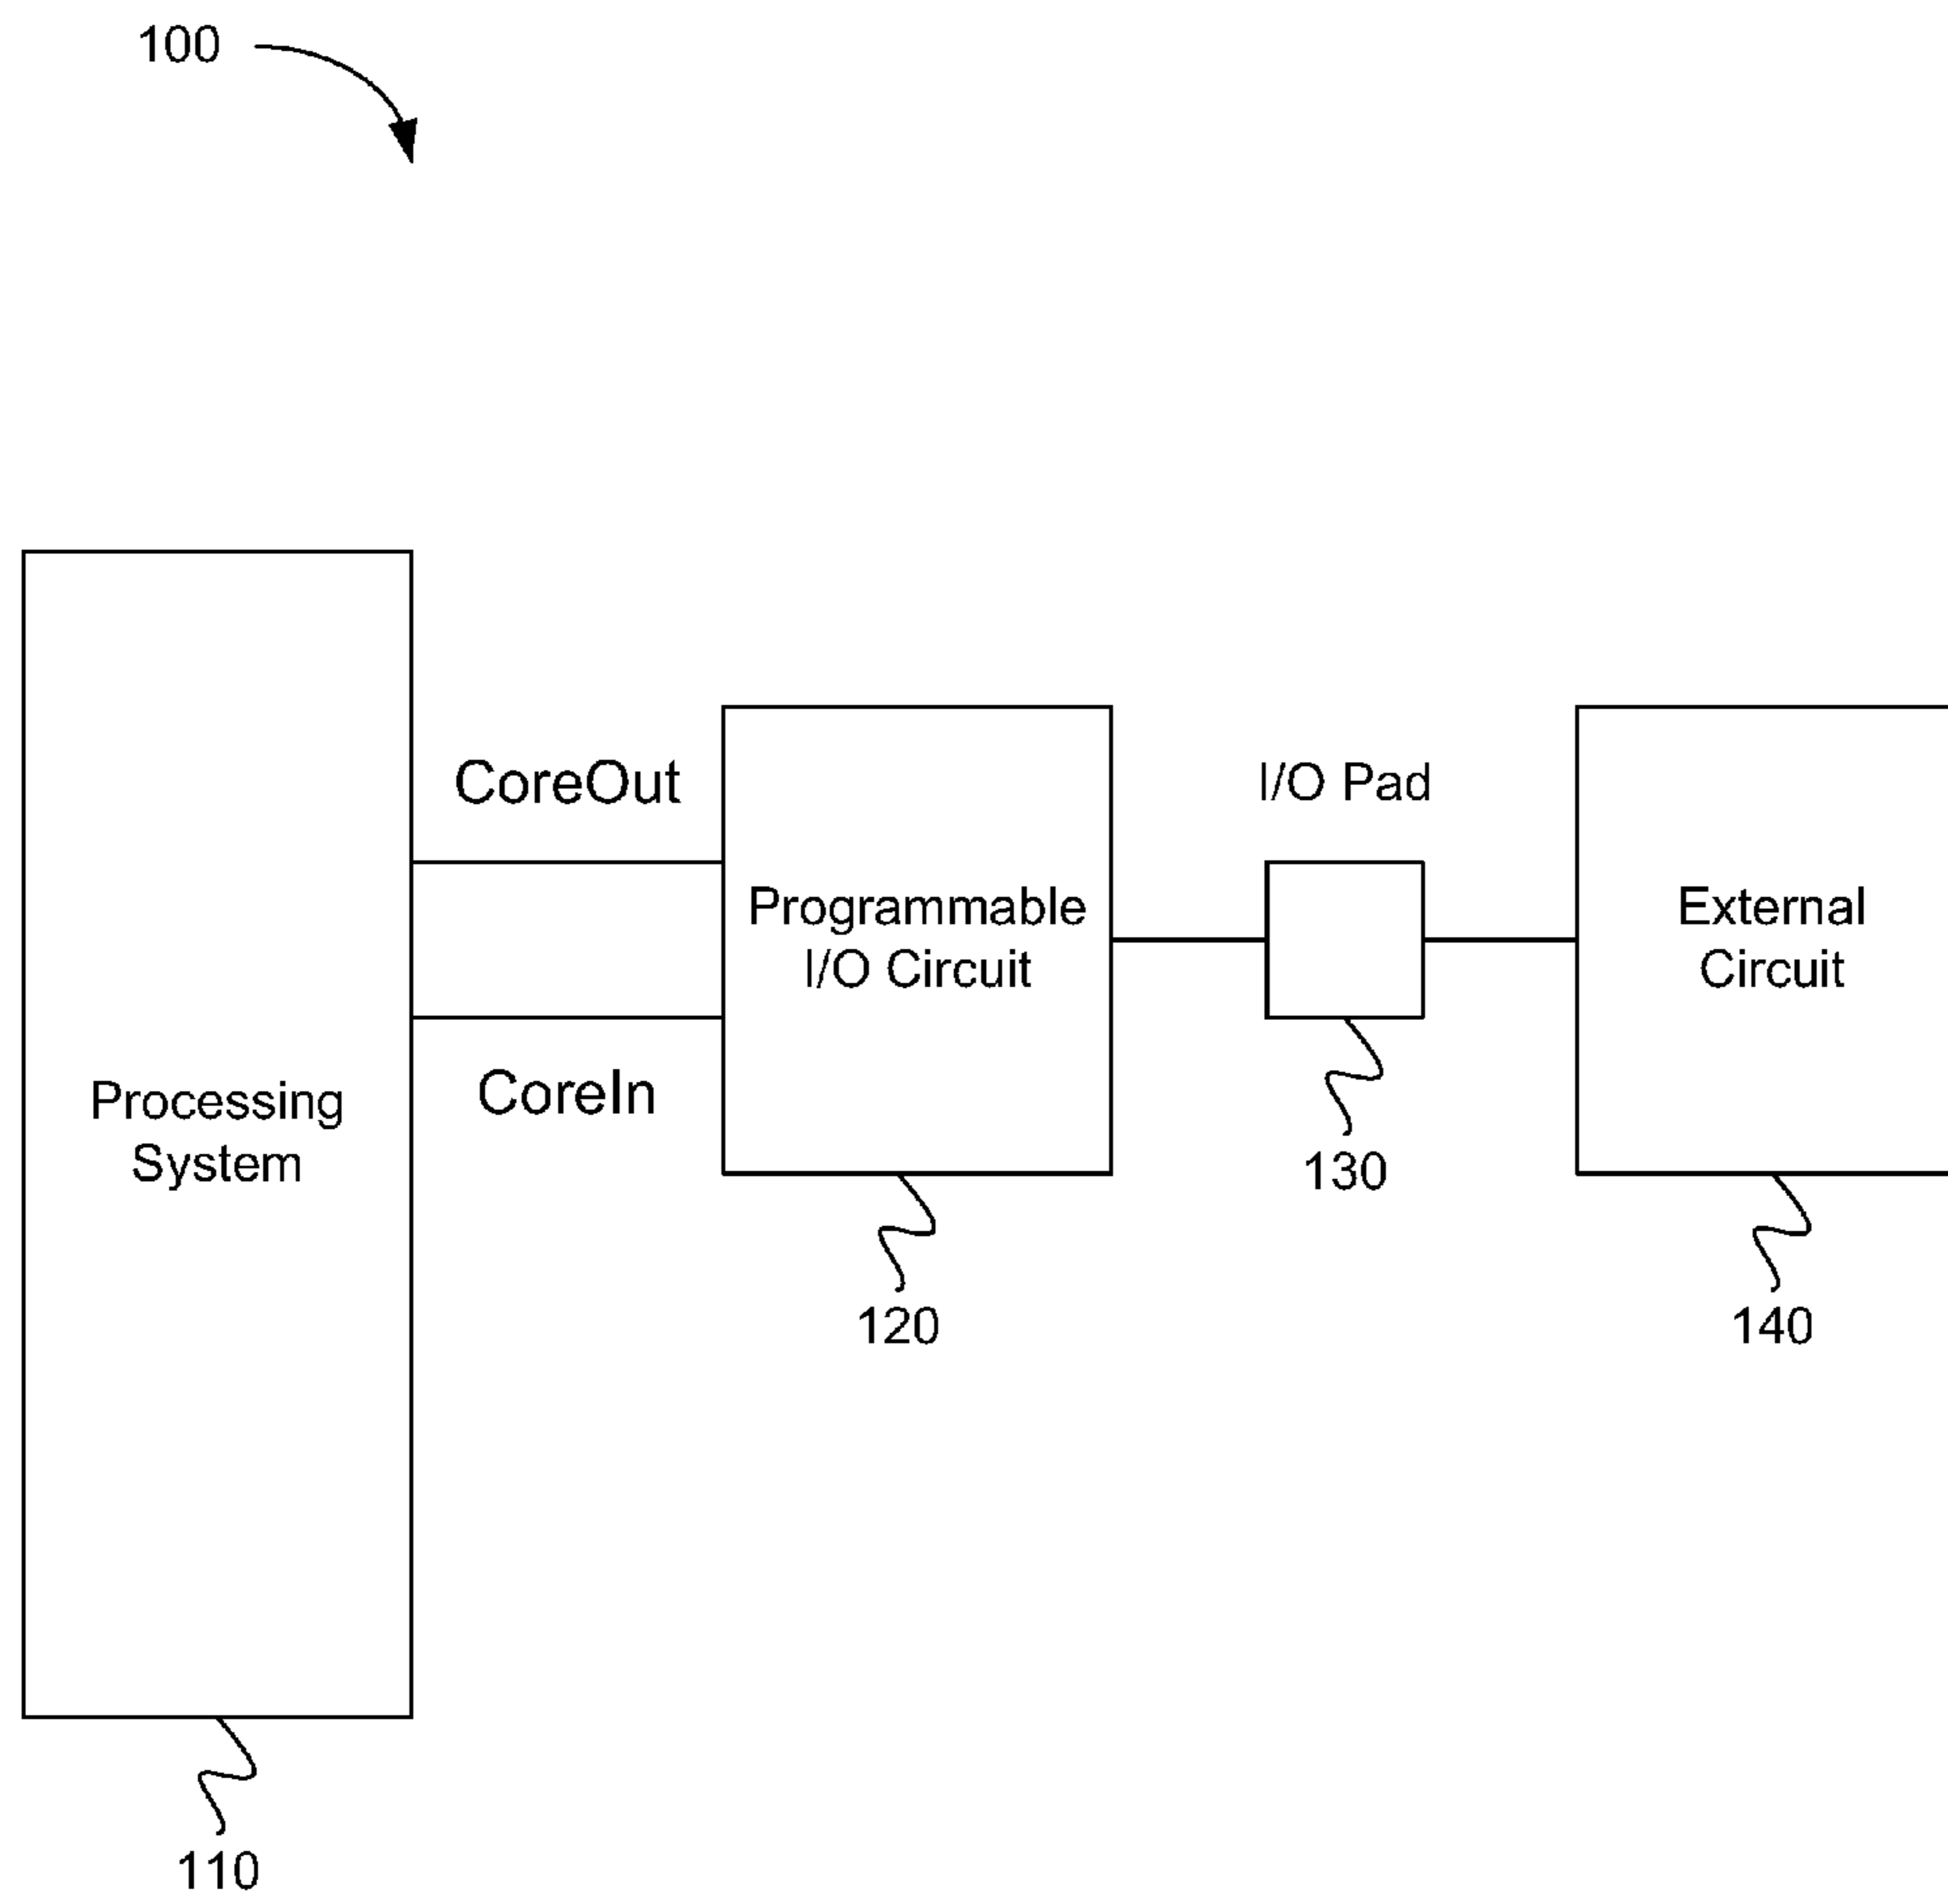 100
CoreOut
I/O Pad
Programmable
I/O Circuit
External
Circuit
Processing
System
CoreIn
130
120
140
110